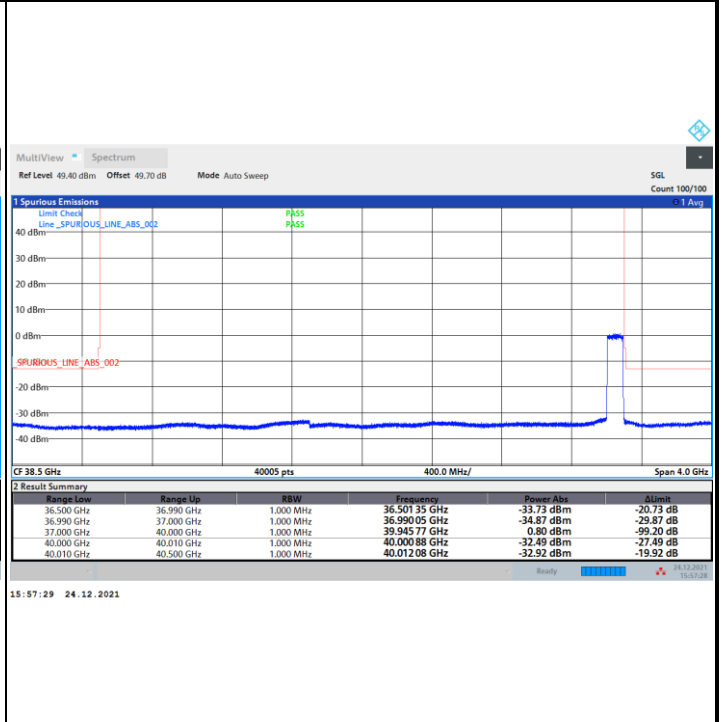 MultiView Spectrum
Ref Level 49.40 dBm Offset 49.70 dB Mode Auto Sweep SGL
Count 100/100
1 Spurious Emissions 1 Avg
Limit Check PASS
Line _SPURIOUS_LINE_ABS_002 PASS
40 dBm
30 dBm
20 dBm
10 dBm
0 dBm
_SPURIOUS_LINE_ABS_002
-20 dBm
-30 dBm
-40 dBm
CF 38.5 GHz 40005 pts 400.0 MHz/ Span 4.0 GHz
2 Result Summary
Range Low Range Up RBW Frequency Power Abs ΔLimit
36.500 GHz 36.990 GHz 1.000 MHz 36.501 35 GHz -33.73 dBm -20.73 dB
36.990 GHz 37.000 GHz 1.000 MHz 36.990 05 GHz -34.87 dBm -29.87 dB
37.000 GHz 40.000 GHz 1.000 MHz 39.945 77 GHz 0.80 dBm -99.20 dB
40.000 GHz 40.010 GHz 1.000 MHz 40.000 88 GHz -32.49 dBm -27.49 dB
40.010 GHz 40.500 GHz 1.000 MHz 40.012 08 GHz -32.92 dBm -19.92 dB
Ready 24.12.2021
15:57:28
15:57:29 24.12.2021